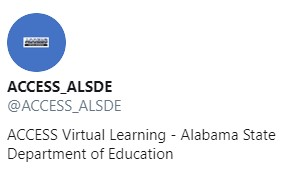 ACCESS_ALSDE
@ACCESS_ALSDE
ACCESS Virtual Learning - Alabama State
Department of Education